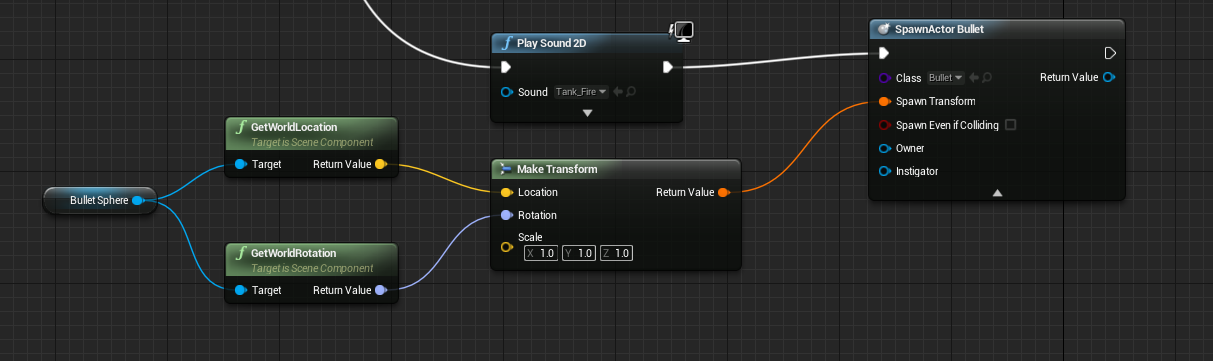 Play Sound 2D
Sound Tank_Fire
SpawnActor Bullet
Class Bullet Return Value
Spawn Transform
Spawn Even if Colliding
Owner
Instigator
GetWorldLocation
Target is Scene Component
Target Return Value
Bullet Sphere
GetWorldRotation
Target is Scene Component
Target Return Value
Make Transform
Location Return Value
Rotation
Scale
X 1.0 Y 1.0 Z 1.0